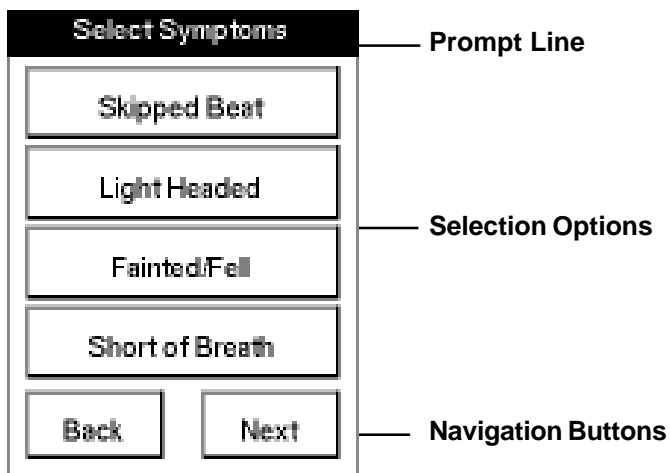 Select Symptoms
Prompt Line
Skipped Beat
Light Headed
Selection Options
Fainted/Fell
Short of Breath
Back
Next
Navigation Buttons